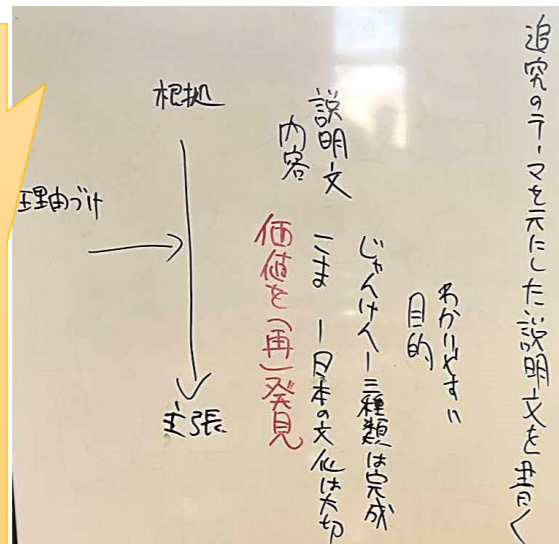 追究のテーマを元にした説明文を書く
わかりやすい
目的
じゃんけんー三種類は完成
こま ー日本の文化は大切
説明文
内容
価値を(再)発見
根拠
理由づけ
主張